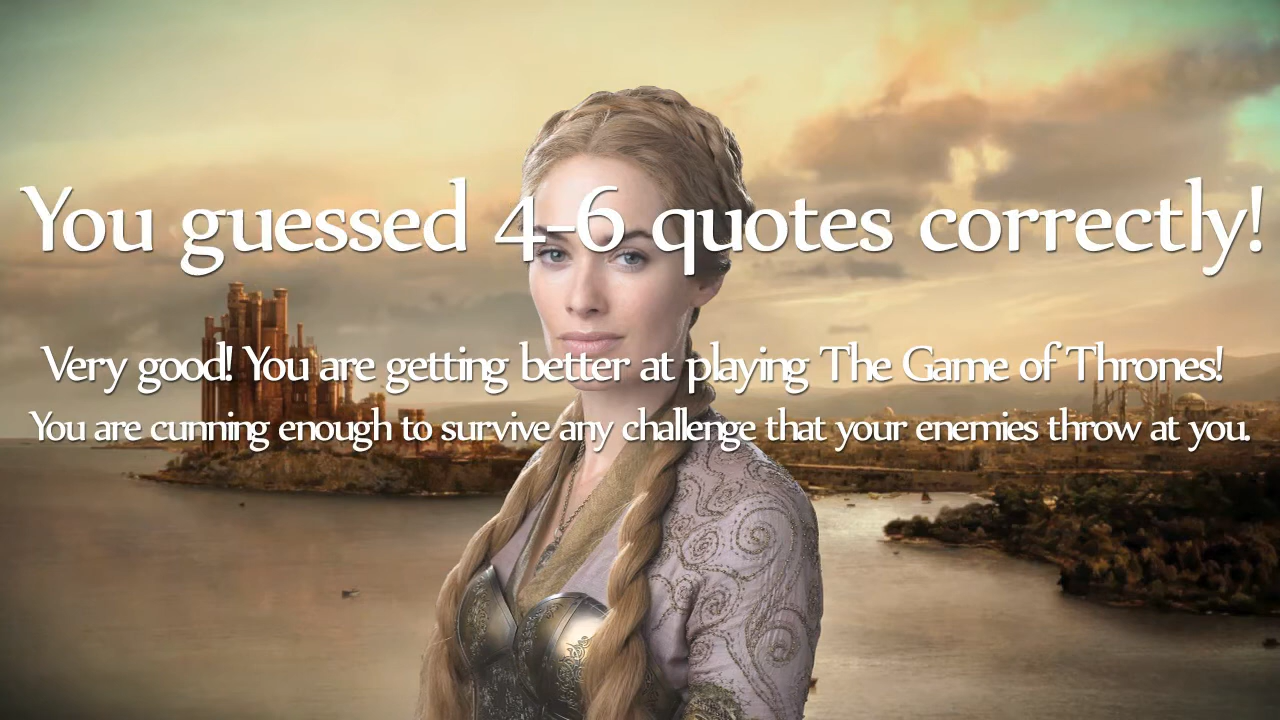 You guessed 4-6 quotes correctly!
Very good! You are getting better at playing The Game of Thrones!
You are cunning enough to survive any challenge that your enemies throw at you.